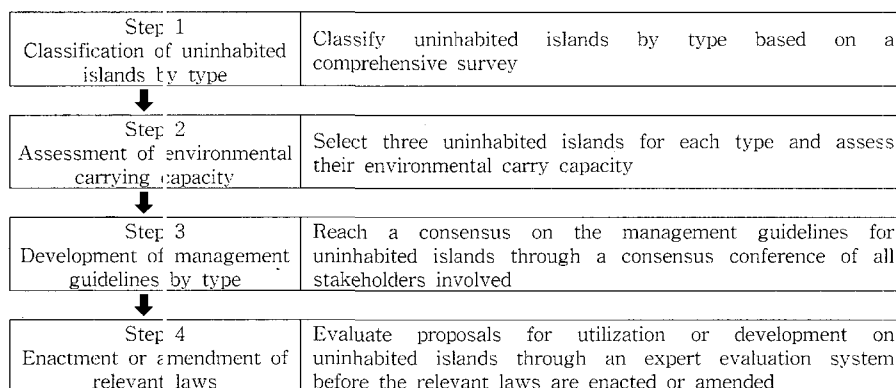 Step 1
Classification of uninhabited
islands by type
Classify uninhabited islands by type based on a
comprehensive survey
Step 2
Assessment of environmental
carrying capacity
Select three uninhabited islands for each type and assess
their environmental carry capacity
Step 3
Development of management
guidelines by type
Reach a consensus on the management guidelines for
uninhabited islands through a consensus conference of all
stakeholders involved
Step 4
Enactment or amendment of
relevant laws
Evaluate proposals for utilization or development on
uninhabited islands through an expert evaluation system
before the relevant laws are enacted or amended